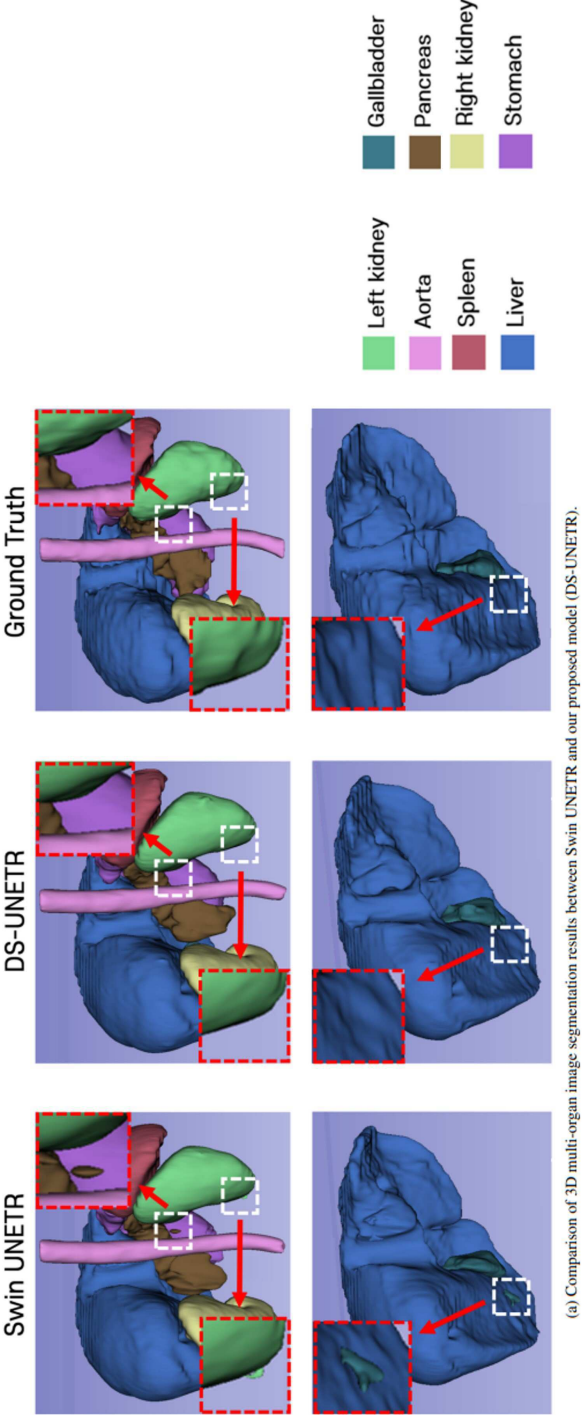 Swin UNETR
DS-UNETR
Ground Truth
Left kidney
Gallbladder
Aorta
Pancreas
Spleen
Right kidney
Liver
Stomach
(a) Comparison of 3D multi-organ image segmentation results between Swin UNETR and our proposed model (DS-UNETR).